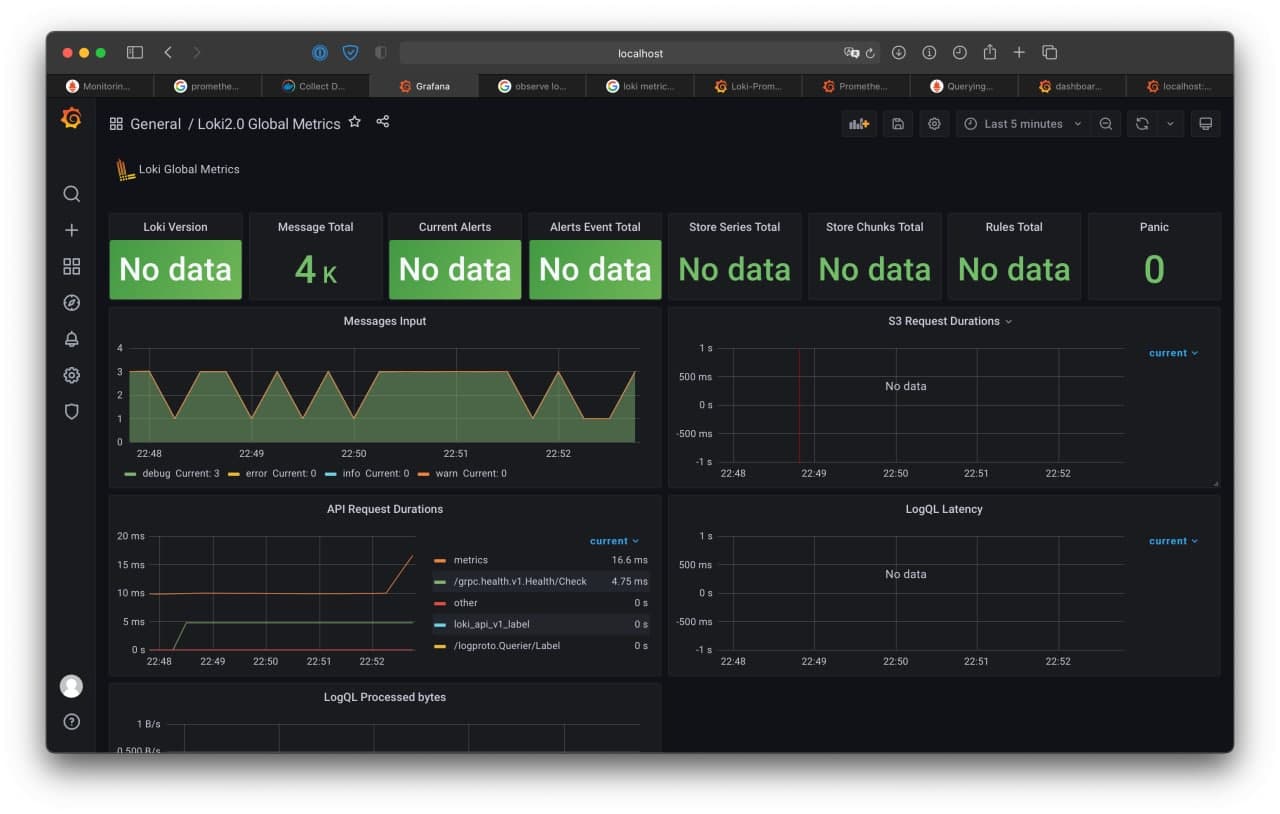 localhost
Monitorin...
promethe...
Collect D...
Grafana
observe lo...
loki metric...
Loki-Prom...
Promethe...
Querying...
dashboar...
localhost:...
General / Loki2.0 Global Metrics
Last 5 minutes
Loki Global Metrics
Loki Version
No data
Message Total
4 K
Current Alerts
No data
Alerts Event Total
No data
Store Series Total
No data
Store Chunks Total
No data
Rules Total
No data
Panic
0
Messages Input
4
3
2
1
0
22:48 22:49 22:50 22:51 22:52
debug Current: 3 error Current: 0 info Current: 0 warn Current: 0
S3 Request Durations
current
1 s
500 ms
0 s
-500 ms
-1 s
No data
22:48 22:49 22:50 22:51 22:52
API Request Durations
20 ms
15 ms
10 ms
5 ms
0 s
22:48 22:49 22:50 22:51 22:52
current
metrics 16.6 ms
/grpc.health.v1.Health/Check 4.75 ms
other 0 s
loki_api_v1_label 0 s
/logproto.Querier/Label 0 s
LogQL Latency
current
1 s
500 ms
0 s
-500 ms
-1 s
No data
22:48 22:49 22:50 22:51 22:52
LogQL Processed bytes
1 B/s
0.500 B/s